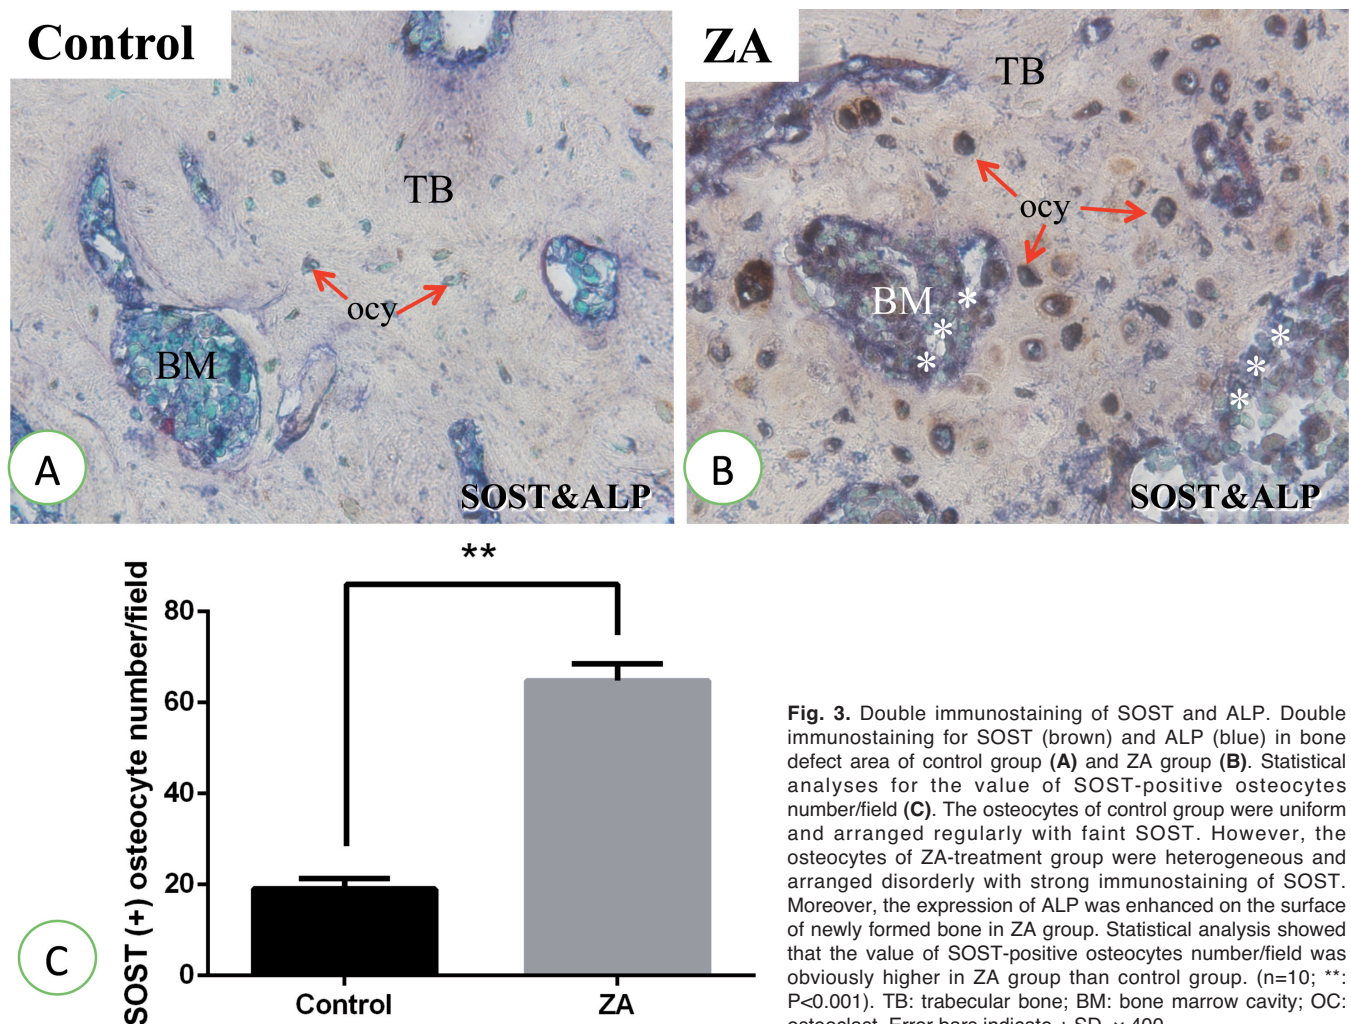 Control
TB
ocy
BM
A
SOST&ALP
ZA
TB
ocy
BM
*
*
*
*
*
*
B
SOST&ALP
**
SOST (+) osteocyte number/field
80
60
40
20
0
Control
ZA
C
Fig. 3. Double immunostaining of SOST and ALP. Double
immunostaining for SOST (brown) and ALP (blue) in bone
defect area of control group (A) and ZA group (B). Statistical
analyses for the value of SOST-positive osteocytes
number/field (C). The osteocytes of control group were uniform
and arranged regularly with faint SOST. However, the
osteocytes of ZA-treatment group were heterogeneous and
arranged disorderly with strong immunostaining of SOST.
Moreover, the expression of ALP was enhanced on the surface
of newly formed bone in ZA group. Statistical analysis showed
that the value of SOST-positive osteocytes number/field was
obviously higher in ZA group than control group. (n=10; **:
P<0.001). TB: trabecular bone; BM: bone marrow cavity; OC:
osteoclast. Error bars indicate ± SD. × 400